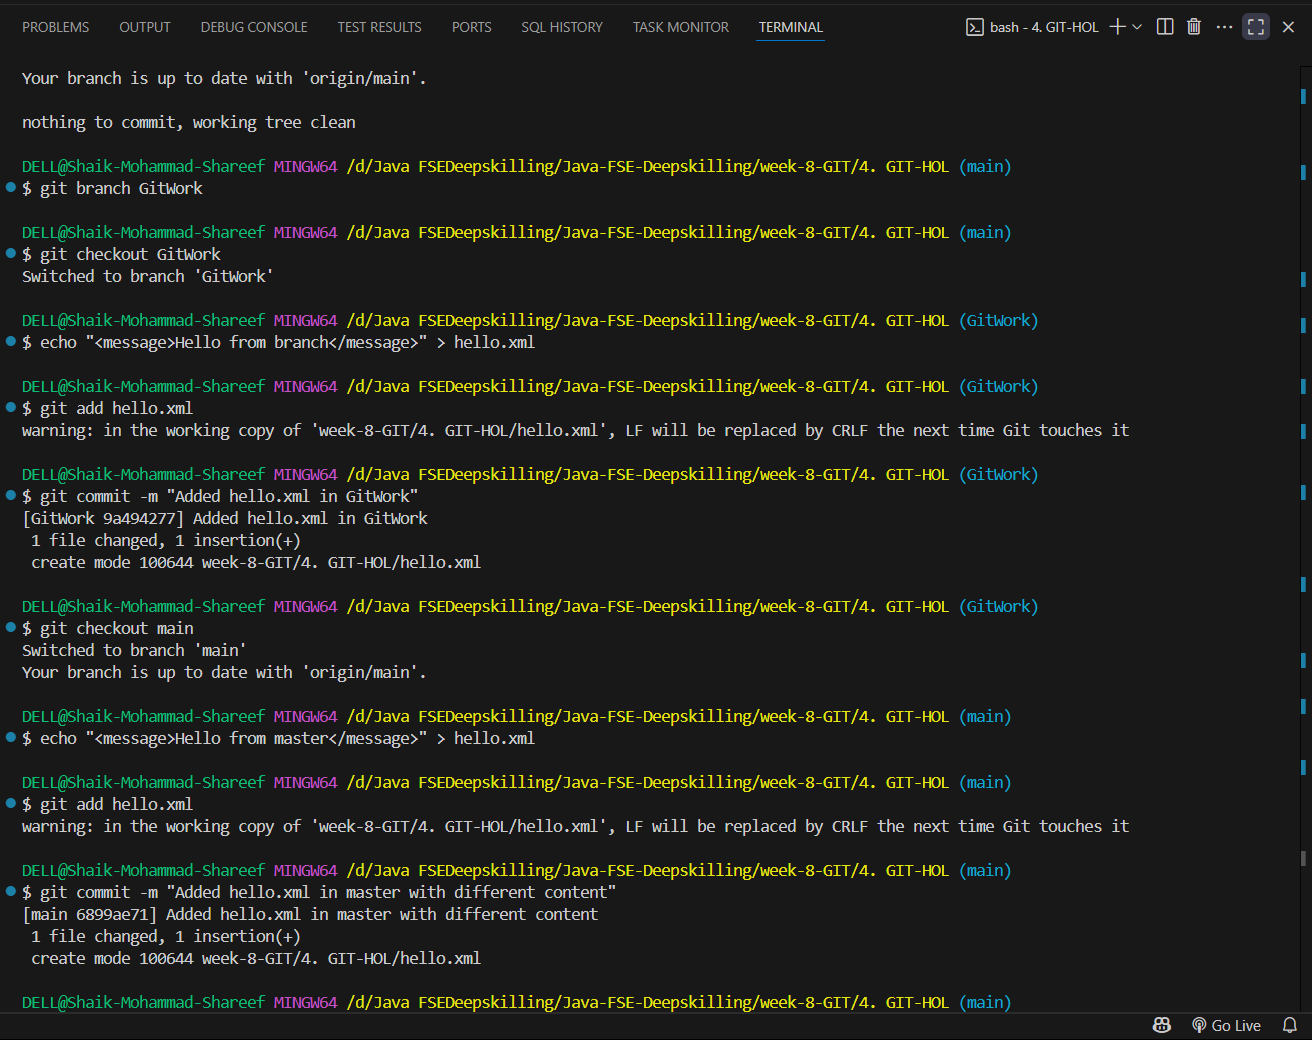 PROBLEMS OUTPUT DEBUG CONSOLE TEST RESULTS PORTS SQL HISTORY TASK MONITOR TERMINAL bash - 4. GIT-HOL
Your branch is up to date with 'origin/main'.
nothing to commit, working tree clean
DELL@Shaik-Mohammad-Shareef MINGW64 /d/Java FSEDeepskilling/Java-FSE-Deepskilling/week-8-GIT/4. GIT-HOL (main)
$ git branch GitWork
DELL@Shaik-Mohammad-Shareef MINGW64 /d/Java FSEDeepskilling/Java-FSE-Deepskilling/week-8-GIT/4. GIT-HOL (main)
$ git checkout GitWork
Switched to branch 'GitWork'
DELL@Shaik-Mohammad-Shareef MINGW64 /d/Java FSEDeepskilling/Java-FSE-Deepskilling/week-8-GIT/4. GIT-HOL (GitWork)
$ echo "<message>Hello from branch</message>" > hello.xml
DELL@Shaik-Mohammad-Shareef MINGW64 /d/Java FSEDeepskilling/Java-FSE-Deepskilling/week-8-GIT/4. GIT-HOL (GitWork)
$ git add hello.xml
warning: in the working copy of 'week-8-GIT/4. GIT-HOL/hello.xml', LF will be replaced by CRLF the next time Git touches it
DELL@Shaik-Mohammad-Shareef MINGW64 /d/Java FSEDeepskilling/Java-FSE-Deepskilling/week-8-GIT/4. GIT-HOL (GitWork)
$ git commit -m "Added hello.xml in GitWork"
[GitWork 9a494277] Added hello.xml in GitWork
1 file changed, 1 insertion(+)
create mode 100644 week-8-GIT/4. GIT-HOL/hello.xml
DELL@Shaik-Mohammad-Shareef MINGW64 /d/Java FSEDeepskilling/Java-FSE-Deepskilling/week-8-GIT/4. GIT-HOL (GitWork)
$ git checkout main
Switched to branch 'main'
Your branch is up to date with 'origin/main'.
DELL@Shaik-Mohammad-Shareef MINGW64 /d/Java FSEDeepskilling/Java-FSE-Deepskilling/week-8-GIT/4. GIT-HOL (main)
$ echo "<message>Hello from master</message>" > hello.xml
DELL@Shaik-Mohammad-Shareef MINGW64 /d/Java FSEDeepskilling/Java-FSE-Deepskilling/week-8-GIT/4. GIT-HOL (main)
$ git add hello.xml
warning: in the working copy of 'week-8-GIT/4. GIT-HOL/hello.xml', LF will be replaced by CRLF the next time Git touches it
DELL@Shaik-Mohammad-Shareef MINGW64 /d/Java FSEDeepskilling/Java-FSE-Deepskilling/week-8-GIT/4. GIT-HOL (main)
$ git commit -m "Added hello.xml in master with different content"
[main 6899ae71] Added hello.xml in master with different content
1 file changed, 1 insertion(+)
create mode 100644 week-8-GIT/4. GIT-HOL/hello.xml
DELL@Shaik-Mohammad-Shareef MINGW64 /d/Java FSEDeepskilling/Java-FSE-Deepskilling/week-8-GIT/4. GIT-HOL (main)
Go Live